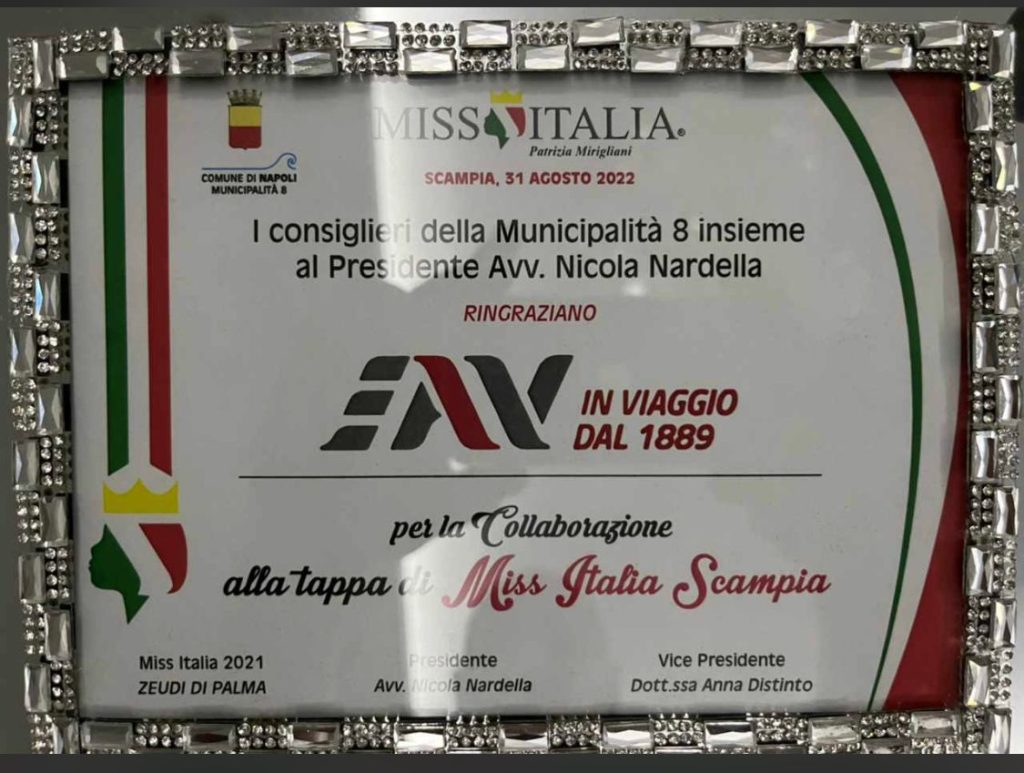 MISS ITALIA®
Patrizia Mirigliani
COMUNE DI NAPOLI
MUNICIPALITÀ 8
SCAMPIA, 31 AGOSTO 2022
I consiglieri della Municipalità 8 insieme
al Presidente Avv. Nicola Nardella
RINGRAZIANO
EAV
IN VIAGGIO
DAL 1889
per la Collaborazione
alla tappa di Miss Italia Scampia
Miss Italia 2021
ZEUDI DI PALMA
Presidente
Avv. Nicola Nardella
Vice Presidente
Dott.ssa Anna Distinto